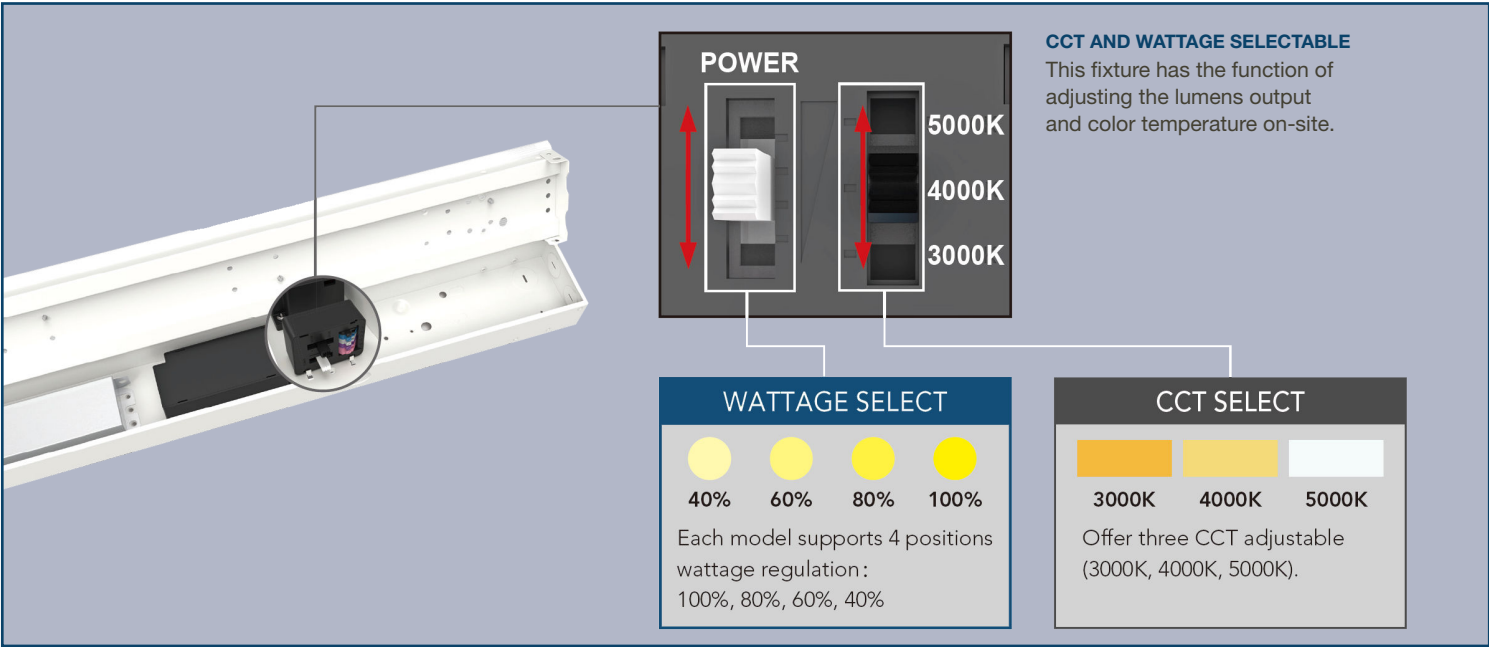 CCT AND WATTAGE SELECTABLE
This fixture has the function of
adjusting the lumens output
and color temperature on-site.
POWER
5000K
4000K
3000K
WATTAGE SELECT
40% 60% 80% 100%
Each model supports 4 positions
wattage regulation:
100%, 80%, 60%, 40%
CCT SELECT
3000K 4000K 5000K
Offer three CCT adjustable
(3000K, 4000K, 5000K).